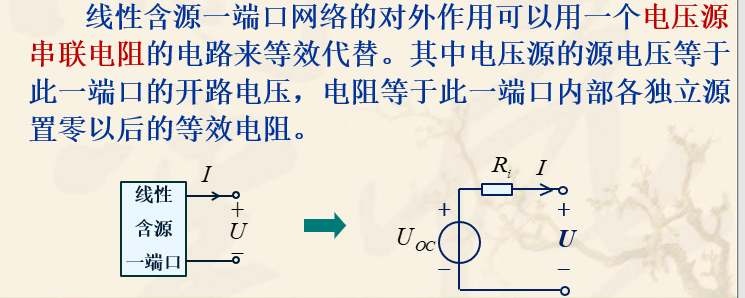 线性含源一端口网络的对外作用可以用一个电压源
串联电阻的电路来等效代替。其中电压源的源电压等于
此一端口的开路电压，电阻等于此一端口内部各独立源
置零以后的等效电阻。
线性
含源
一端口
I
+
U
−
Ri
I
+
UOC
−
+
U
−